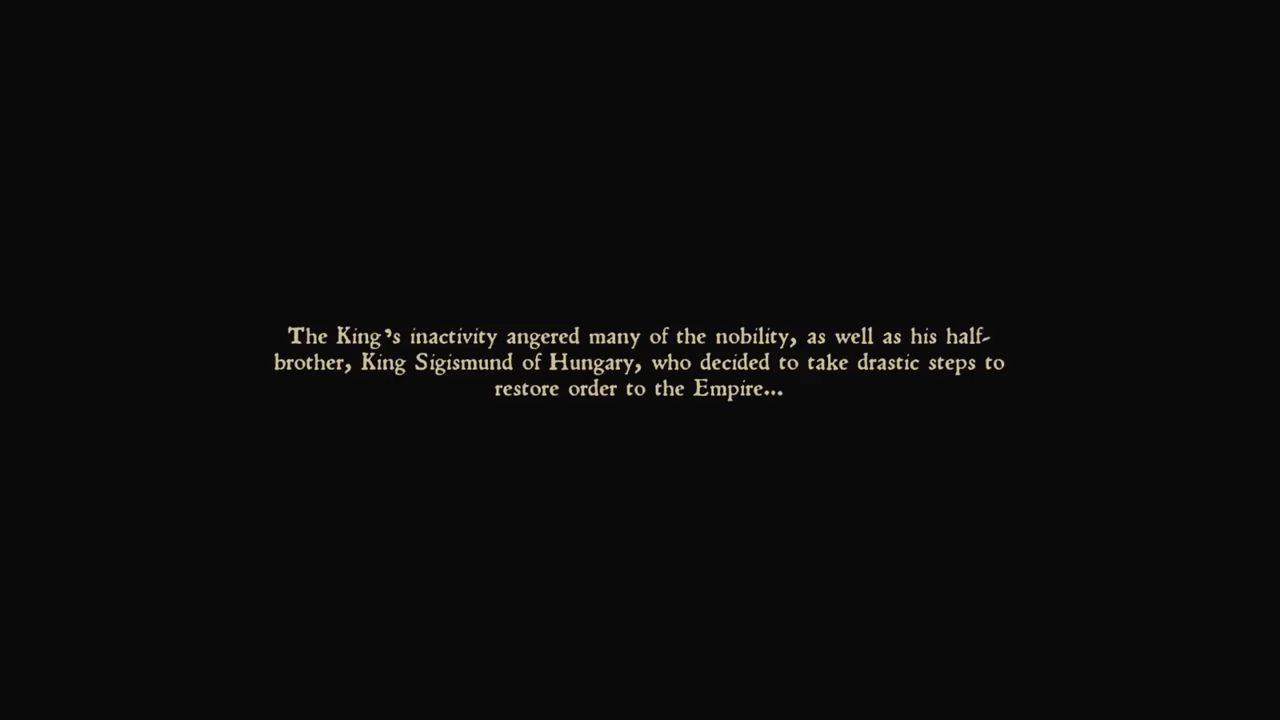 The King's inactivity angered many of the nobility, as well as his half-
brother, King Sigismund of Hungary, who decided to take drastic steps to
restore order to the Empire...